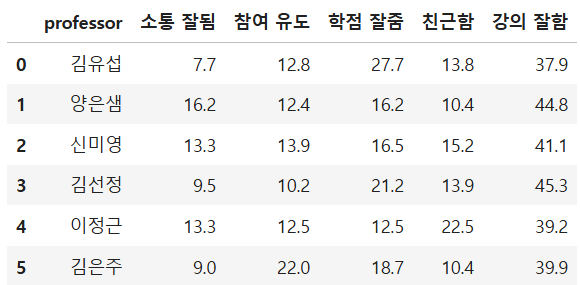 professor 소통 잘됨 참여 유도 학점 잘줌 친근함 강의 잘함
0 김유섭 7.7 12.8 27.7 13.8 37.9
1 양은샘 16.2 12.4 16.2 10.4 44.8
2 신미영 13.3 13.9 16.5 15.2 41.1
3 김선정 9.5 10.2 21.2 13.9 45.3
4 이정근 13.3 12.5 12.5 22.5 39.2
5 김은주 9.0 22.0 18.7 10.4 39.9